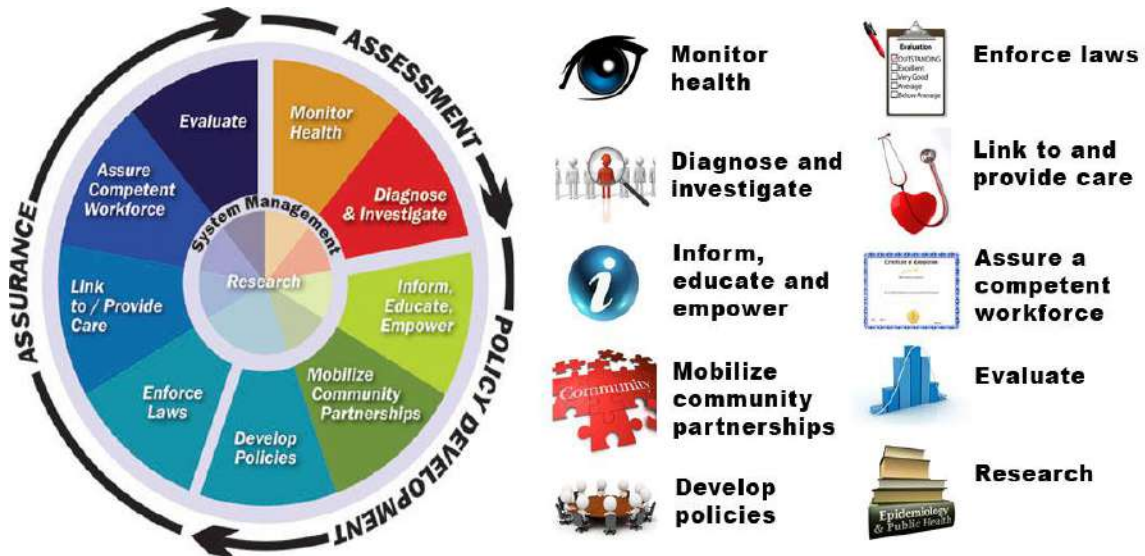 ASSESSMENT
POLICY DEVELOPMENT
ASSURANCE
Evaluate
Monitor
Health
Assure
Competent
Workforce
Diagnose
& Investigate
System Management
Research
Link
to / Provide
Care
Inform,
Educate,
Empower
Enforce
Laws
Mobilize
Community
Partnerships
Develop
Policies
Monitor
health
Diagnose and
investigate
Inform,
educate and
empower
Community
Mobilize
community
partnerships
Develop
policies
Evaluation
OUTSTANDING
Excellent
Very Good
Average
Below Average
Enforce laws
Link to and
provide care
Assure a
competent
workforce
Evaluate
Epidemiology
& Public Health
Research